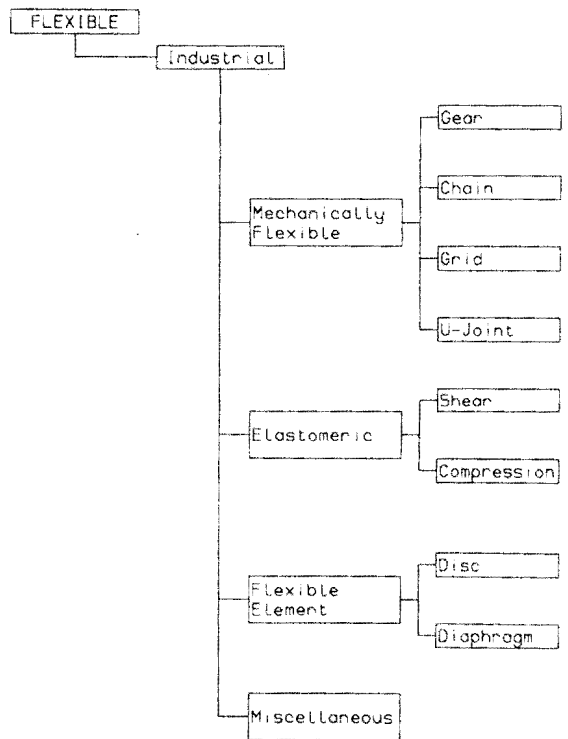 FLEXIBLE
Industrial
Mechanically
Flexible
Gear
Chain
Grid
U-Joint
Elastomeric
Shear
Compression
Flexible
Element
Disc
Diaphragm
Miscellaneous